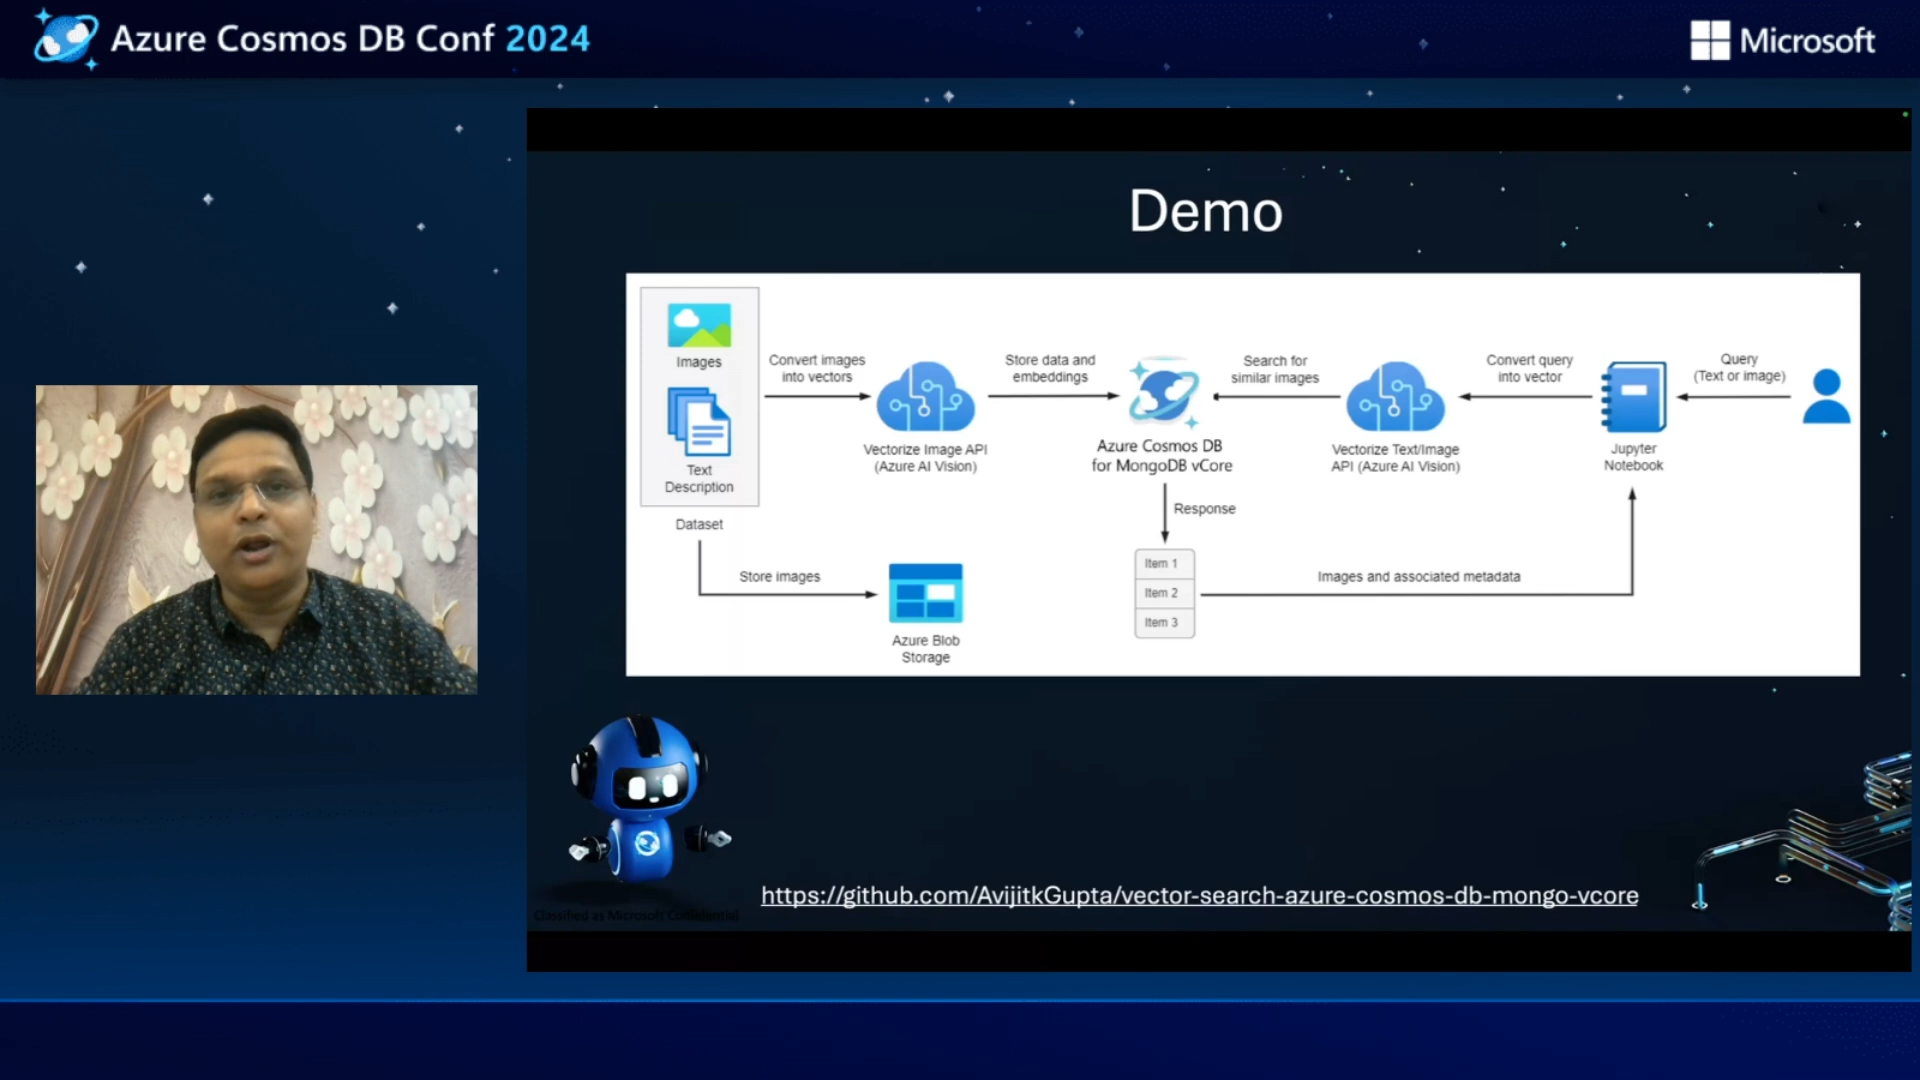 Azure Cosmos DB Conf 2024
Microsoft
Demo
Images
Text
Description
Dataset
Convert images
into vectors
Vectorize Image API
(Azure AI Vision)
Store data and
embeddings
Azure Cosmos DB
for MongoDB vCore
Search for
similar images
Vectorize Text/Image
API (Azure AI Vision)
Convert query
into vector
Jupyter
Notebook
Query
(Text or image)
Store images
Azure Blob
Storage
Response
Item 1
Item 2
Item 3
Images and associated metadata
https://github.com/AvijitkGupta/vector-search-azure-cosmos-db-mongo-vcore
Classified as Microsoft Confidential